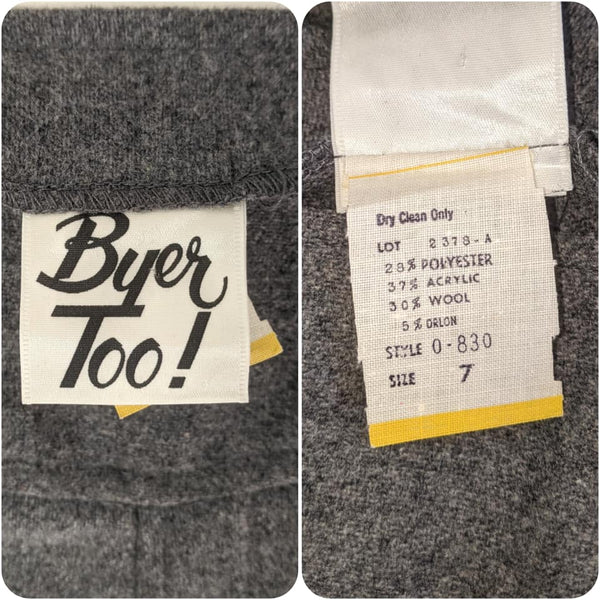 Byer
Too!
Dry Clean Only
LOT 2378-A
28% POLYESTER
37% ACRYLIC
30% WOOL
5% ORLON
STYLE 0-830
SIZE 7